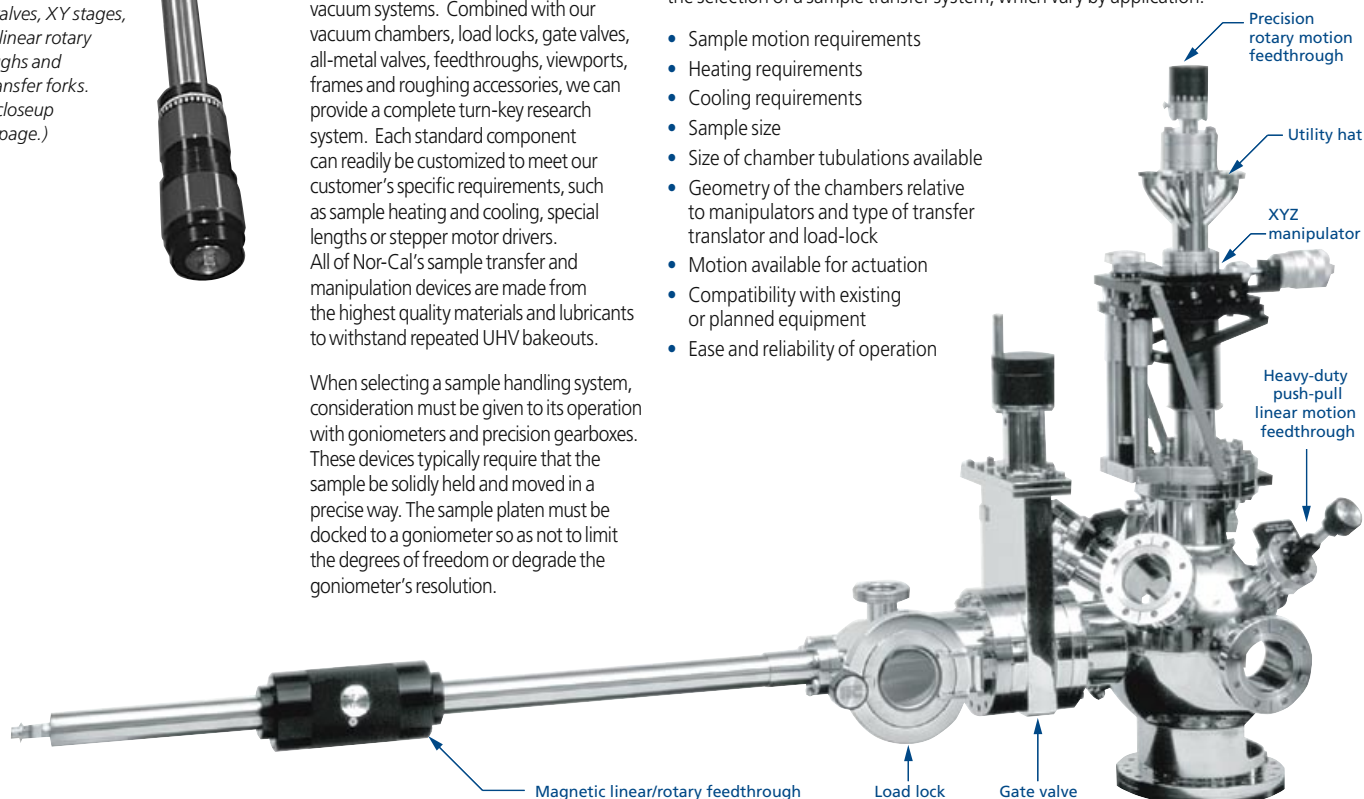 alves, XY stages,
linear rotary
ghs and
ansfer forks.
closeup
page.)
vacuum systems. Combined with our
vacuum chambers, load locks, gate valves,
all-metal valves, feedthroughs, viewports,
frames and roughing accessories, we can
provide a complete turn-key research
system. Each standard component
can readily be customized to meet our
customer's specific requirements, such
as sample heating and cooling, special
lengths or stepper motor drivers.
All of Nor-Cal's sample transfer and
manipulation devices are made from
the highest quality materials and lubricants
to withstand repeated UHV bakeouts.
When selecting a sample handling system,
consideration must be given to its operation
with goniometers and precision gearboxes.
These devices typically require that the
sample be solidly held and moved in a
precise way. The sample platen must be
docked to a goniometer so as not to limit
the degrees of freedom or degrade the
goniometer's resolution.
the selection of a sample transfer system, which vary by application.
• Sample motion requirements
• Heating requirements
• Cooling requirements
• Sample size
• Size of chamber tubulations available
• Geometry of the chambers relative
to manipulators and type of transfer
translator and load-lock
• Motion available for actuation
• Compatibility with existing
or planned equipment
• Ease and reliability of operation
Precision
rotary motion
feedthrough
Utility hat
XYZ
manipulator
Heavy-duty
push-pull
linear motion
feedthrough
Magnetic linear/rotary feedthrough
Load lock
Gate valve